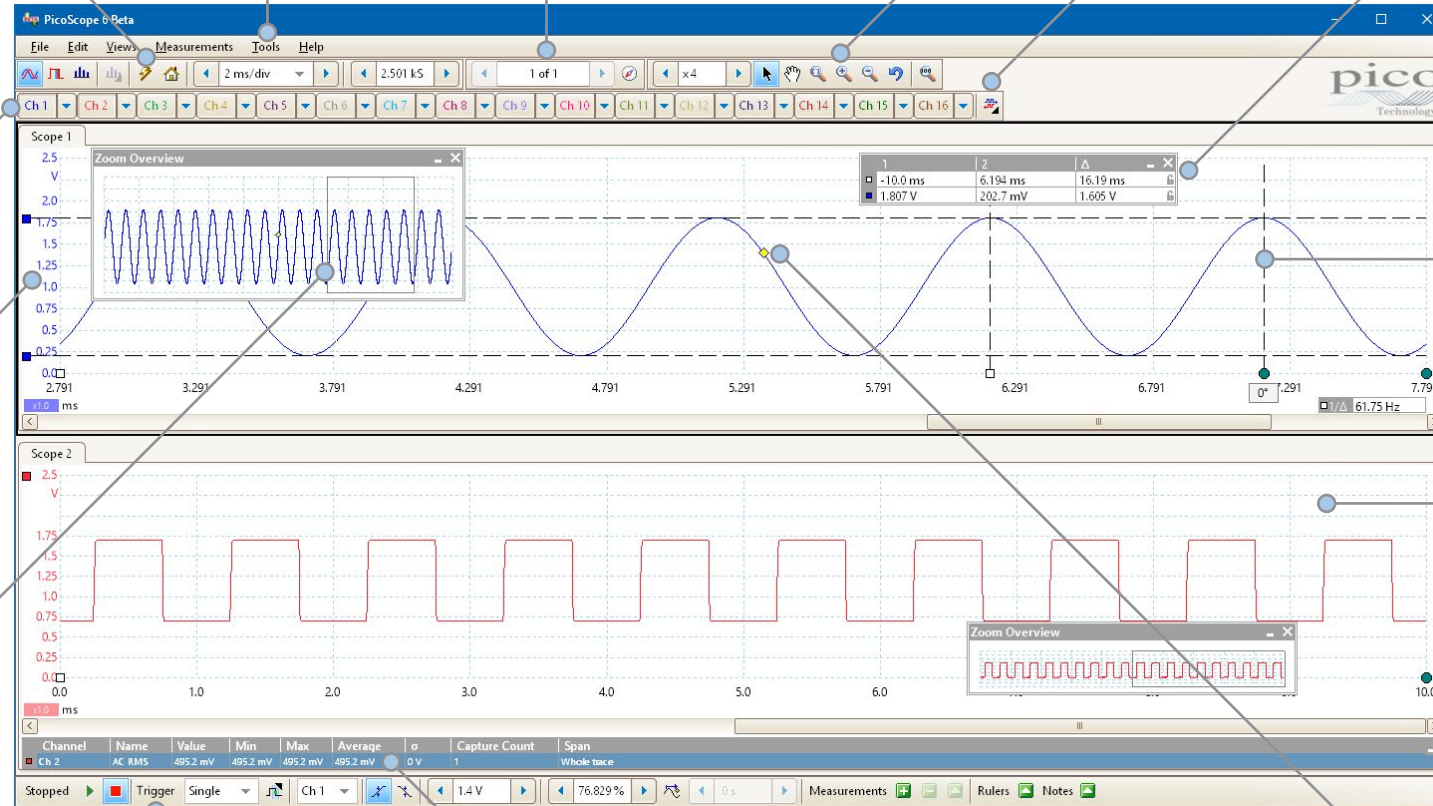 PicoScope 6 Beta
File Edit Views Measurements Tools Help
2 ms/div 2.501 kS 1 of 1 x4
pico
Technology
Ch 1 Ch 2 Ch 3 Ch 4 Ch 5 Ch 6 Ch 7 Ch 8 Ch 9 Ch 10 Ch 11 Ch 12 Ch 13 Ch 14 Ch 15 Ch 16
Scope 1
Zoom Overview
1 2 Δ
-10.0 ms 6.194 ms 16.19 ms
1.807 V 202.7 mV 1.605 V
2.5
V
2.0
1.75
1.5
1.25
1.0
0.75
0.5
0.25
0.0
2.791 3.291 3.791 4.291 4.791 5.291 5.791 6.291 6.791 7.291 7.79
x1.0 ms
0°
1/Δ 61.75 Hz
Scope 2
2.5
V
1.75
1.5
1.25
1.0
0.75
0.5
0.25
0.0
Zoom Overview
0.0 1.0 2.0 3.0 4.0 5.0 6.0 10.0
x1.0 ms
Channel Name Value Min Max Average σ Capture Count Span
Ch 2 AC RMS 495.2 mV 495.2 mV 495.2 mV 495.2 mV 0 V 1 Whole trace
Stopped Trigger Single Ch 1 1.4 V 76.829 % 0 s Measurements Rulers Notes